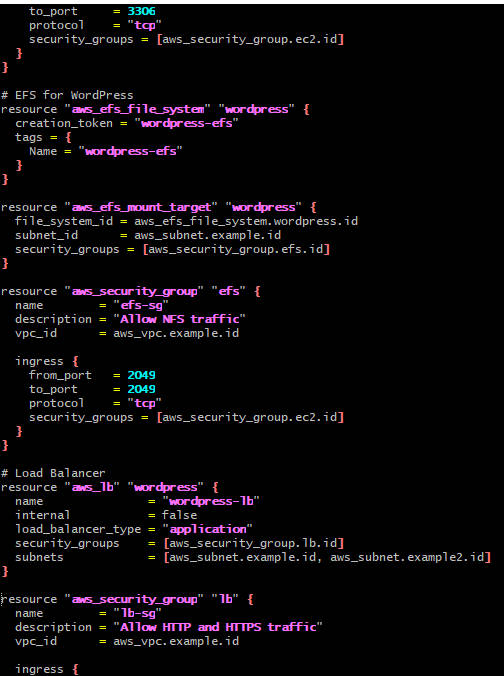 to_port     = 3306
    protocol    = "tcp"
    security_groups = [aws_security_group.ec2.id]
  }
}

# EFS for WordPress
resource "aws_efs_file_system" "wordpress" {
  creation_token = "wordpress-efs"
  tags = {
    Name = "wordpress-efs"
  }
}

resource "aws_efs_mount_target" "wordpress" {
  file_system_id = aws_efs_file_system.wordpress.id
  subnet_id      = aws_subnet.example.id
  security_groups = [aws_security_group.efs.id]
}

resource "aws_security_group" "efs" {
  name        = "efs-sg"
  description = "Allow NFS traffic"
  vpc_id      = aws_vpc.example.id

  ingress {
    from_port   = 2049
    to_port     = 2049
    protocol    = "tcp"
    security_groups = [aws_security_group.ec2.id]
  }
}

# Load Balancer
resource "aws_lb" "wordpress" {
  name               = "wordpress-lb"
  internal           = false
  load_balancer_type = "application"
  security_groups    = [aws_security_group.lb.id]
  subnets            = [aws_subnet.example.id, aws_subnet.example2.id]
}

resource "aws_security_group" "lb" {
  name        = "lb-sg"
  description = "Allow HTTP and HTTPS traffic"
  vpc_id      = aws_vpc.example.id

  ingress {